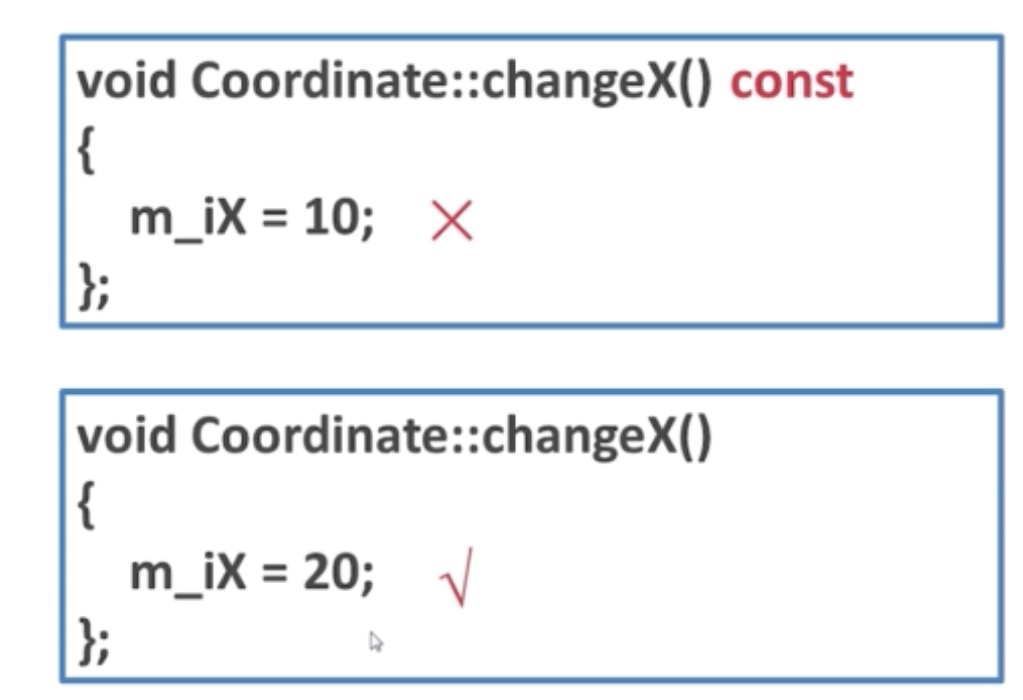 void Coordinate::changeX() const
{
m_iX = 10; ×
};
void Coordinate::changeX()
{
m_iX = 20; √
};